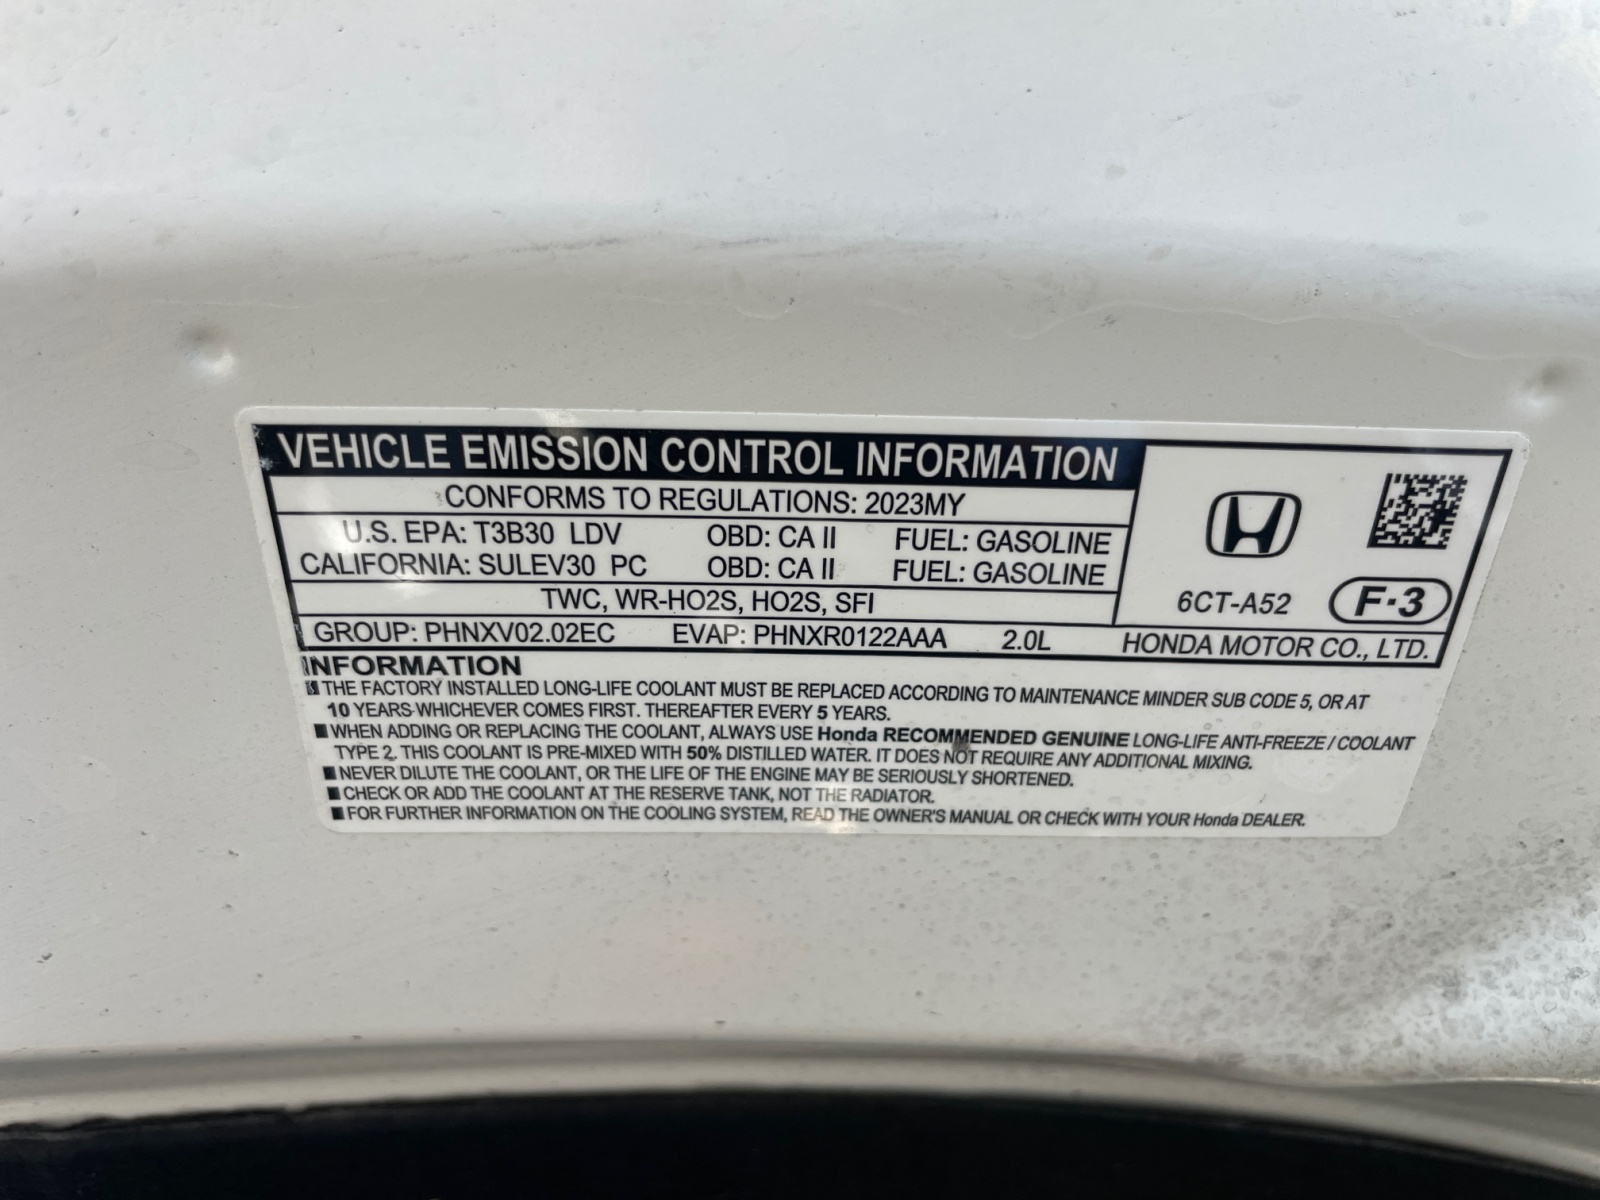 VEHICLE EMISSION CONTROL INFORMATION
CONFORMS TO REGULATIONS: 2023MY
U.S. EPA: T3B30 LDV OBD: CA II FUEL: GASOLINE
CALIFORNIA: SULEV30 PC OBD: CA II FUEL: GASOLINE
TWC, WR-HO2S, HO2S, SFI
6CT-A52 F·3
GROUP: PHNXV02.02EC EVAP: PHNXR0122AAA 2.0L HONDA MOTOR CO., LTD.
INFORMATION
■ THE FACTORY INSTALLED LONG-LIFE COOLANT MUST BE REPLACED ACCORDING TO MAINTENANCE MINDER SUB CODE 5, OR AT
10 YEARS WHICHEVER COMES FIRST. THEREAFTER EVERY 5 YEARS.
■ WHEN ADDING OR REPLACING THE COOLANT, ALWAYS USE Honda RECOMMENDED GENUINE LONG-LIFE ANTI-FREEZE / COOLANT
TYPE 2. THIS COOLANT IS PRE-MIXED WITH 50% DISTILLED WATER. IT DOES NOT REQUIRE ANY ADDITIONAL MIXING.
■ NEVER DILUTE THE COOLANT, OR THE LIFE OF THE ENGINE MAY BE SERIOUSLY SHORTENED.
■ CHECK OR ADD THE COOLANT AT THE RESERVE TANK, NOT THE RADIATOR.
■ FOR FURTHER INFORMATION ON THE COOLING SYSTEM, READ THE OWNER'S MANUAL OR CHECK WITH YOUR Honda DEALER.